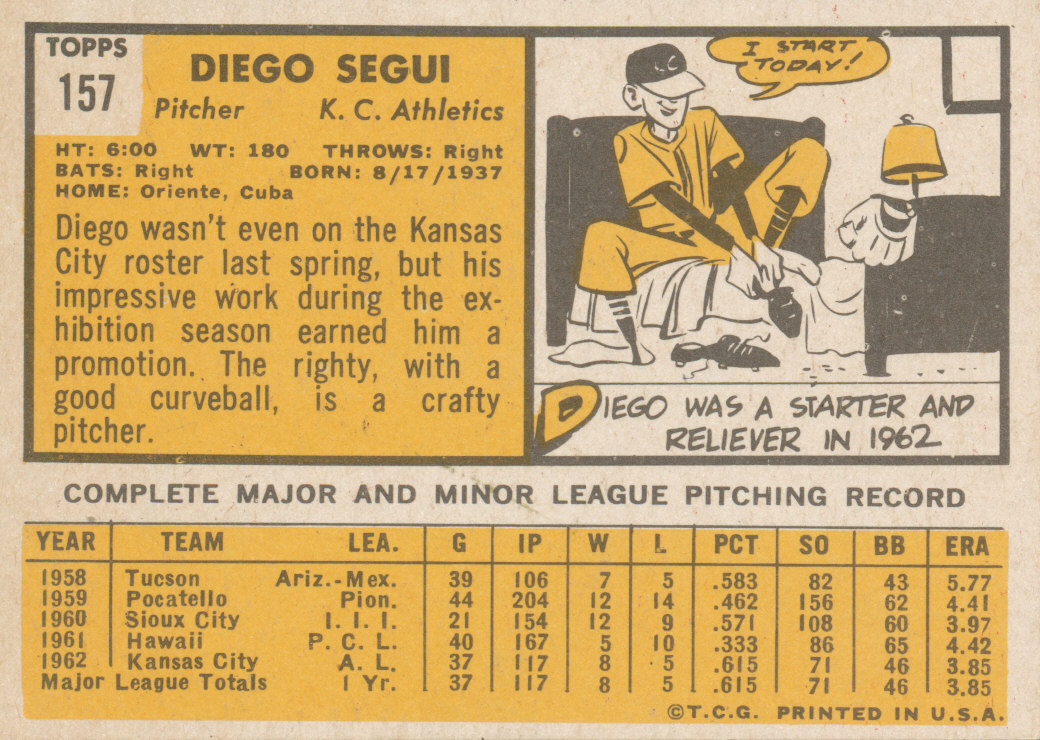 TOPPS
157
DIEGO SEGUI
Pitcher K. C. Athletics
HT: 6:00 WT: 180 THROWS: Right
BATS: Right BORN: 8/17/1937
HOME: Oriente, Cuba
Diego wasn't even on the Kansas
City roster last spring, but his
impressive work during the ex-
hibition season earned him a
promotion. The righty, with a
good curveball, is a crafty
pitcher.
I START
TODAY!
KC
DIEGO WAS A STARTER AND
RELIEVER IN 1962
COMPLETE MAJOR AND MINOR LEAGUE PITCHING RECORD
YEAR TEAM LEA. G IP W L PCT SO BB ERA
1958 Tucson Ariz.-Mex. 39 106 7 5 .583 82 43 5.77
1959 Pocatello Pion. 44 204 12 14 .462 156 62 4.41
1960 Sioux City I. I. I. 21 154 12 9 .571 108 60 3.97
1961 Hawaii P. C. L. 40 167 5 10 .333 86 65 4.42
1962 Kansas City A. L. 37 117 8 5 .615 71 46 3.85
Major League Totals 1 Yr. 37 117 8 5 .615 71 46 3.85
©T.C.G. PRINTED IN U.S.A.